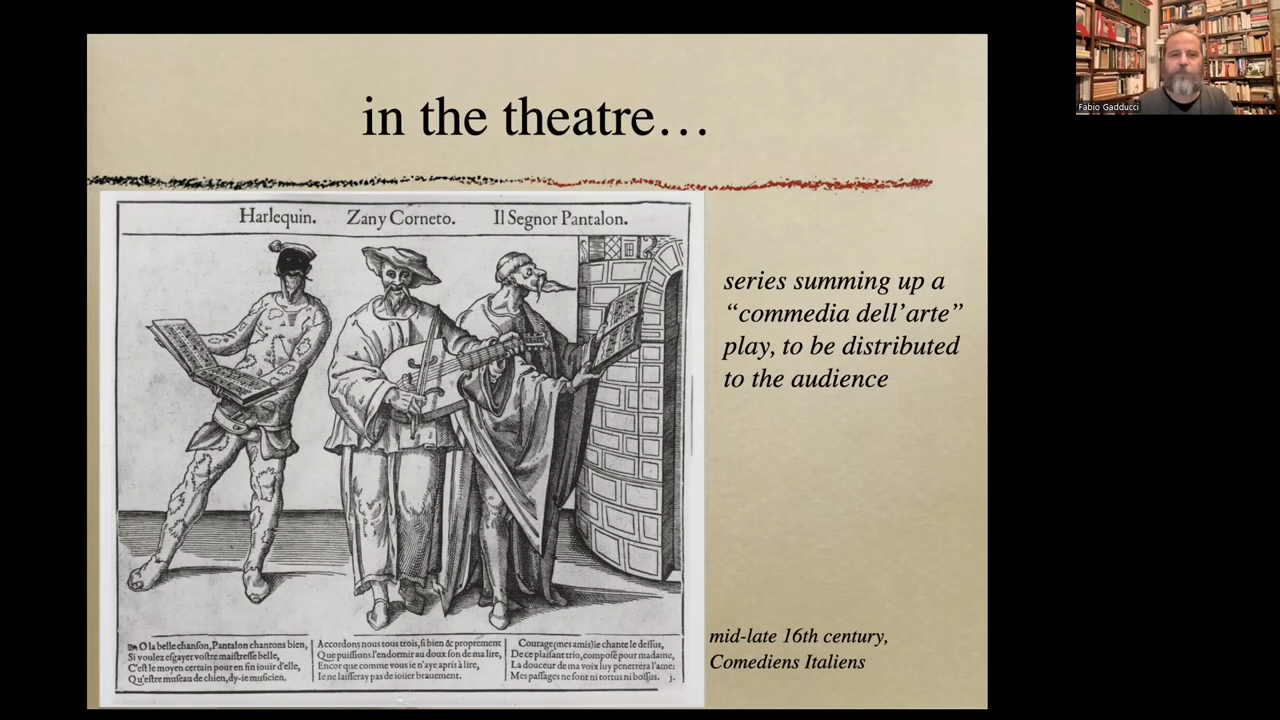 in the theatre…
Fabio Gadducci
Harlequin. Zany Corneto. Il Segnor Pantalon.
series summing up a
“commedia dell’arte”
play, to be distributed
to the audience
O la belle chanſon, Pantalon chantons bien,
Si voulez eſgayer voſtre maiſtreſſe belle,
C'eſt le moyen certain pour en fin iouir d'elle,
Qu'eſtre muſeau de chien, dy-ie muſicien.
Accordons nous tous trois, ſi bien & proprement
Que puiſſions l'endormir au doux ſon de ma lire,
Encor que comme vous ie n'aye apris à lire,
Ie ne laiſſeray pas de ioüer brauement.
Courage (mes amis) ie chante le deſſus,
De ce plaiſant trio, compoſé pour madame,
La douceur de ma voix luy penetrera l'ame:
Mes paſſages ne ſont ni tortus ni boſſus. j.
mid-late 16th century,
Comediens Italiens